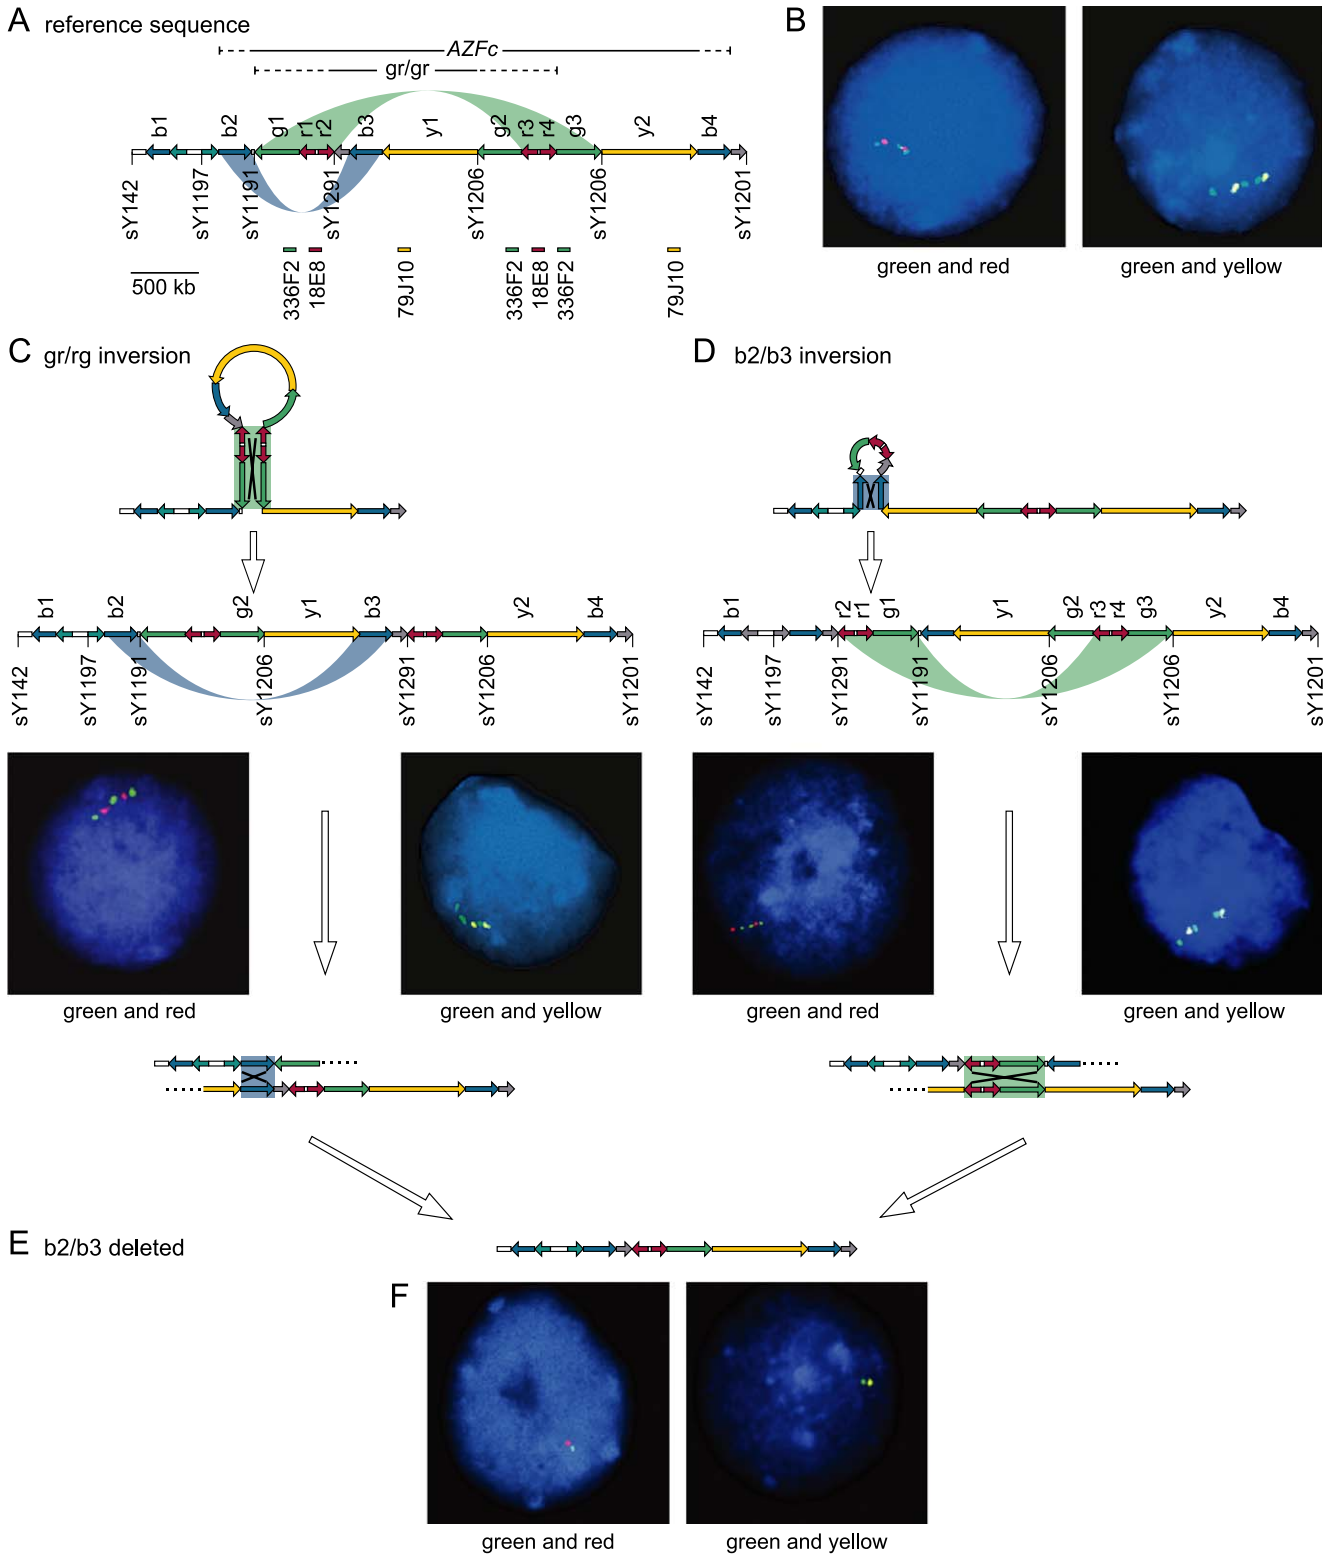 A reference sequence
AZFc
gr/gr
b1 b2 g1 r1 r2 b3 y1 g2 r3 r4 g3 y2 b4
sY142 sY1197 sY1191 sY1291 sY1206 sY1206 sY1201
500 kb
336F2 18E8 79J10 336F2 18E8 336F2 79J10
B
green and red green and yellow
C gr/rg inversion
b1 b2 g2 y1 b3 y2 b4
sY142 sY1197 sY1191 sY1206 sY1291 sY1206 sY1201
green and red green and yellow
D b2/b3 inversion
b1 r2 r1 g1 y1 g2 r3 r4 g3 y2 b4
sY142 sY1197 sY1291 sY1191 sY1206 sY1206 sY1201
green and red green and yellow
E b2/b3 deleted
F
green and red green and yellow